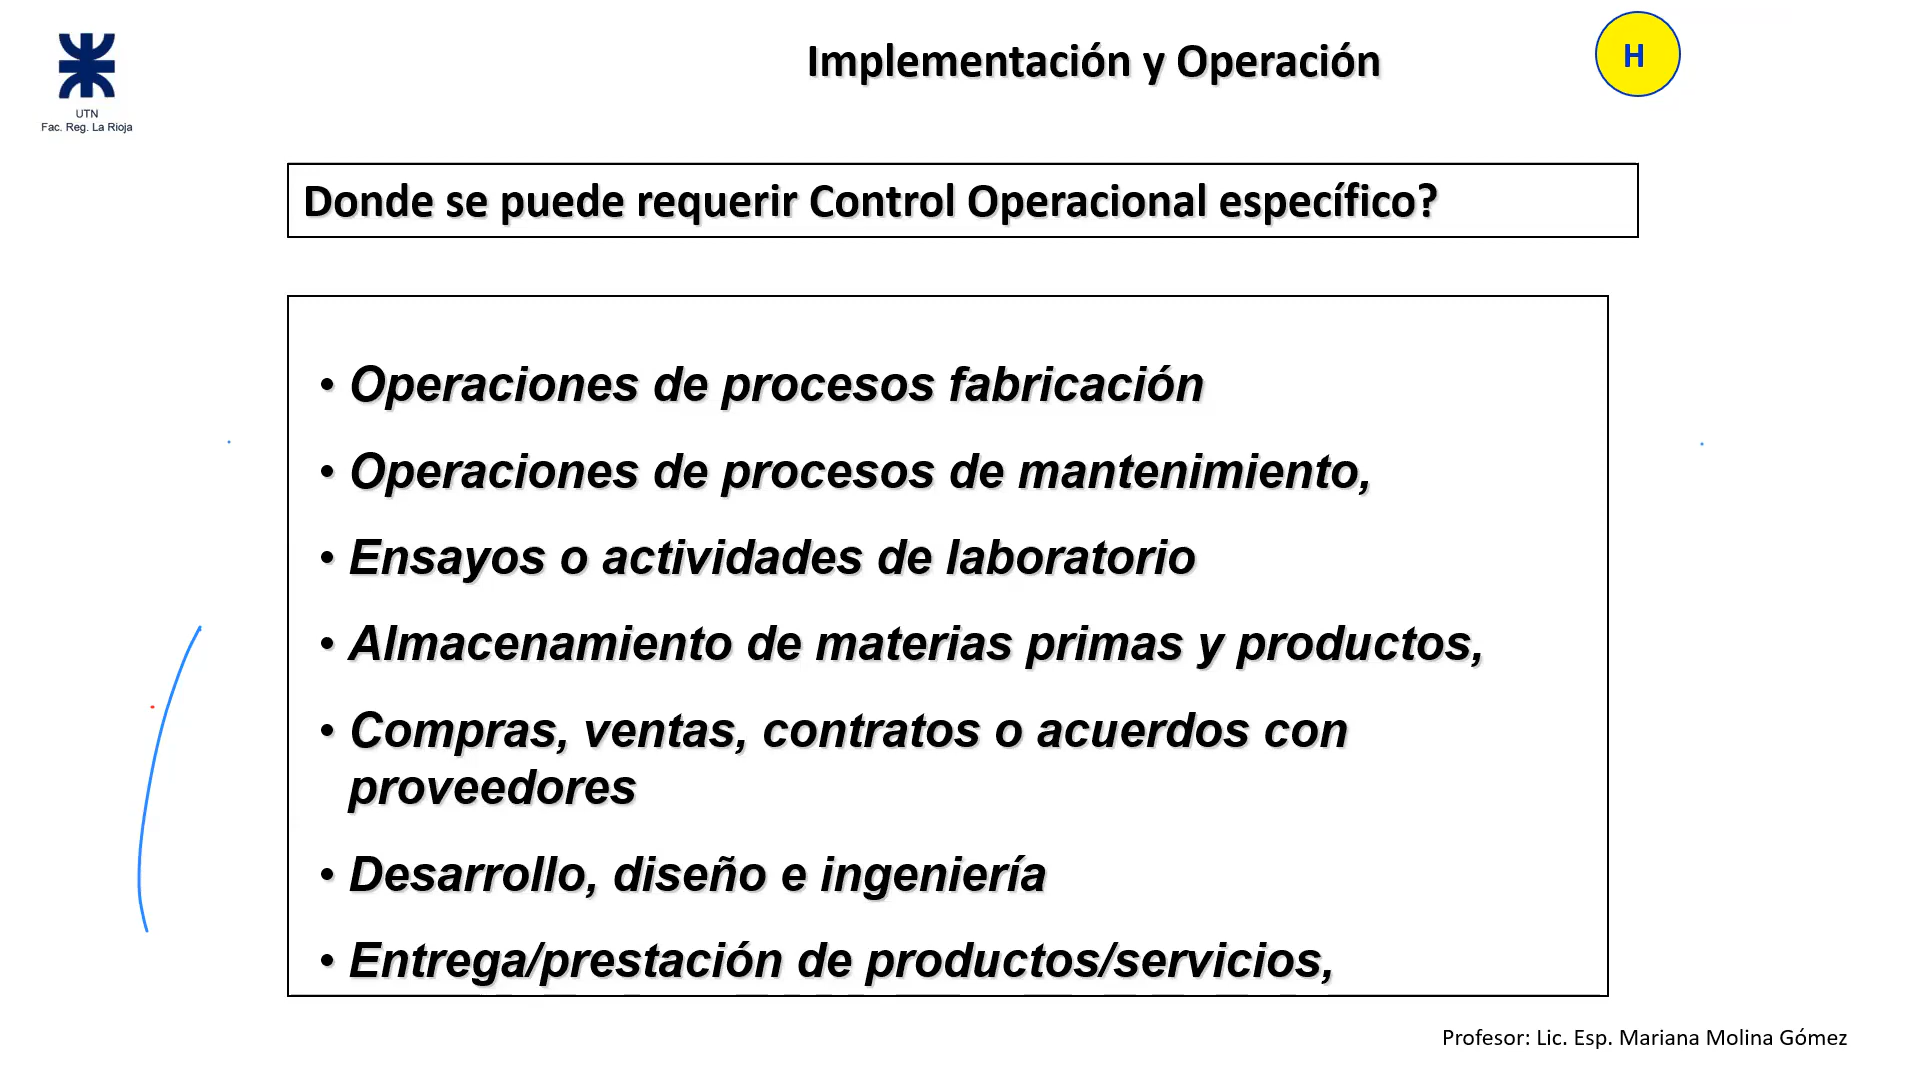 Implementación y Operación
H
UTN
Fac. Reg. La Rioja
Donde se puede requerir Control Operacional específico?
• Operaciones de procesos fabricación
• Operaciones de procesos de mantenimiento,
• Ensayos o actividades de laboratorio
• Almacenamiento de materias primas y productos,
• Compras, ventas, contratos o acuerdos con
proveedores
• Desarrollo, diseño e ingeniería
• Entrega/prestación de productos/servicios,
Profesor: Lic. Esp. Mariana Molina Gómez